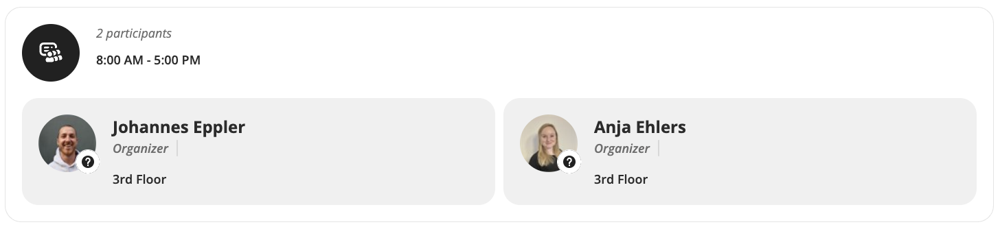 2 participants
8:00 AM - 5:00 PM
Johannes Eppler
Organizer
3rd Floor
Anja Ehlers
Organizer
3rd Floor